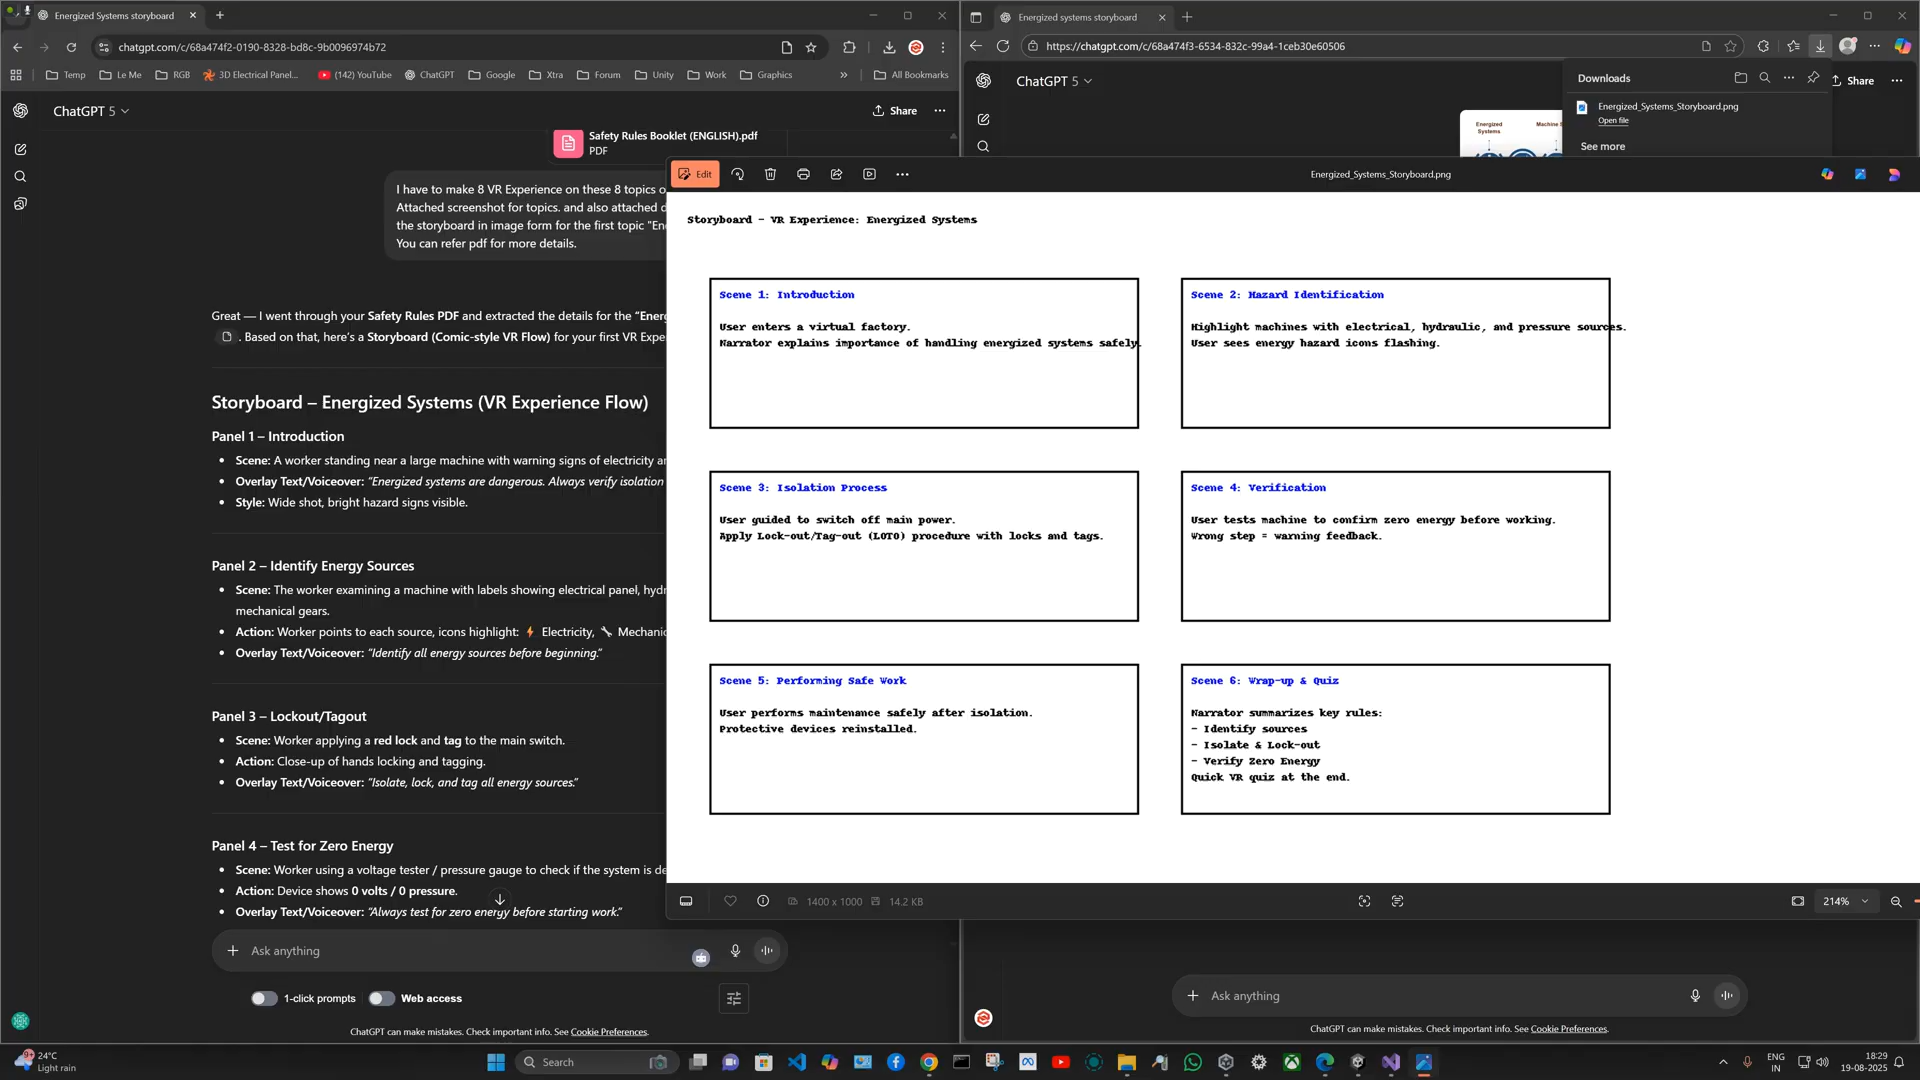 Energized Systems storyboard
chatgpt.com/c/68a474f2-0190-8328-bd8c-9b0096974b72
Temp
Le Me
RGB
3D Electrical Panel...
(142) YouTube
ChatGPT
Google
Xtra
Forum
Unity
Work
Graphics
»
All Bookmarks
ChatGPT 5
Share
Safety Rules Booklet (ENGLISH).pdf
PDF
I have to make 8 VR Experience on these 8 topics o
Attached screenshot for topics. and also attached d
the storyboard in image form for the first topic "En
You can refer pdf for more details.
Great — I went through your Safety Rules PDF and extracted the details for the "Energ
. Based on that, here's a Storyboard (Comic-style VR Flow) for your first VR Expe
Storyboard – Energized Systems (VR Experience Flow)
Panel 1 – Introduction
• Scene: A worker standing near a large machine with warning signs of electricity an
• Overlay Text/Voiceover: "Energized systems are dangerous. Always verify isolation
• Style: Wide shot, bright hazard signs visible.
Panel 2 – Identify Energy Sources
• Scene: The worker examining a machine with labels showing electrical panel, hydr
mechanical gears.
• Action: Worker points to each source, icons highlight: ⚡ Electricity, 🔧 Mechanic
• Overlay Text/Voiceover: "Identify all energy sources before beginning."
Panel 3 – Lockout/Tagout
• Scene: Worker applying a red lock and tag to the main switch.
• Action: Close-up of hands locking and tagging.
• Overlay Text/Voiceover: "Isolate, lock, and tag all energy sources."
Panel 4 – Test for Zero Energy
• Scene: Worker using a voltage tester / pressure gauge to check if the system is de
• Action: Device shows 0 volts / 0 pressure.
• Overlay Text/Voiceover: "Always test for zero energy before starting work."
Ask anything
1-click prompts
Web access
ChatGPT can make mistakes. Check important info. See Cookie Preferences.
Energized systems storyboard
https://chatgpt.com/c/68a474f3-6534-832c-99a4-1ceb30e60506
ChatGPT 5
Share
Downloads
Energized_Systems_Storyboard.png
Open file
See more
Energized
Systems
Machine S
Edit
Energized_Systems_Storyboard.png
Storyboard - VR Experience: Energized Systems
Scene 1: Introduction
User enters a virtual factory.
Narrator explains importance of handling energized systems safely.
Scene 2: Hazard Identification
Highlight machines with electrical, hydraulic, and pressure sources.
User sees energy hazard icons flashing.
Scene 3: Isolation Process
User guided to switch off main power.
Apply Lock-out/Tag-out (LOTO) procedure with locks and tags.
Scene 4: Verification
User tests machine to confirm zero energy before working.
Wrong step = warning feedback.
Scene 5: Performing Safe Work
User performs maintenance safely after isolation.
Protective devices reinstalled.
Scene 6: Wrap-up & Quiz
Narrator summarizes key rules:
- Identify sources
- Isolate & Lock-out
- Verify Zero Energy
Quick VR quiz at the end.
1400 x 1000
14.2 KB
214%
Ask anything
ChatGPT can make mistakes. Check important info. See Cookie Preferences.
24°C
Light rain
Search
ENG
IN
18:29
19-08-2025